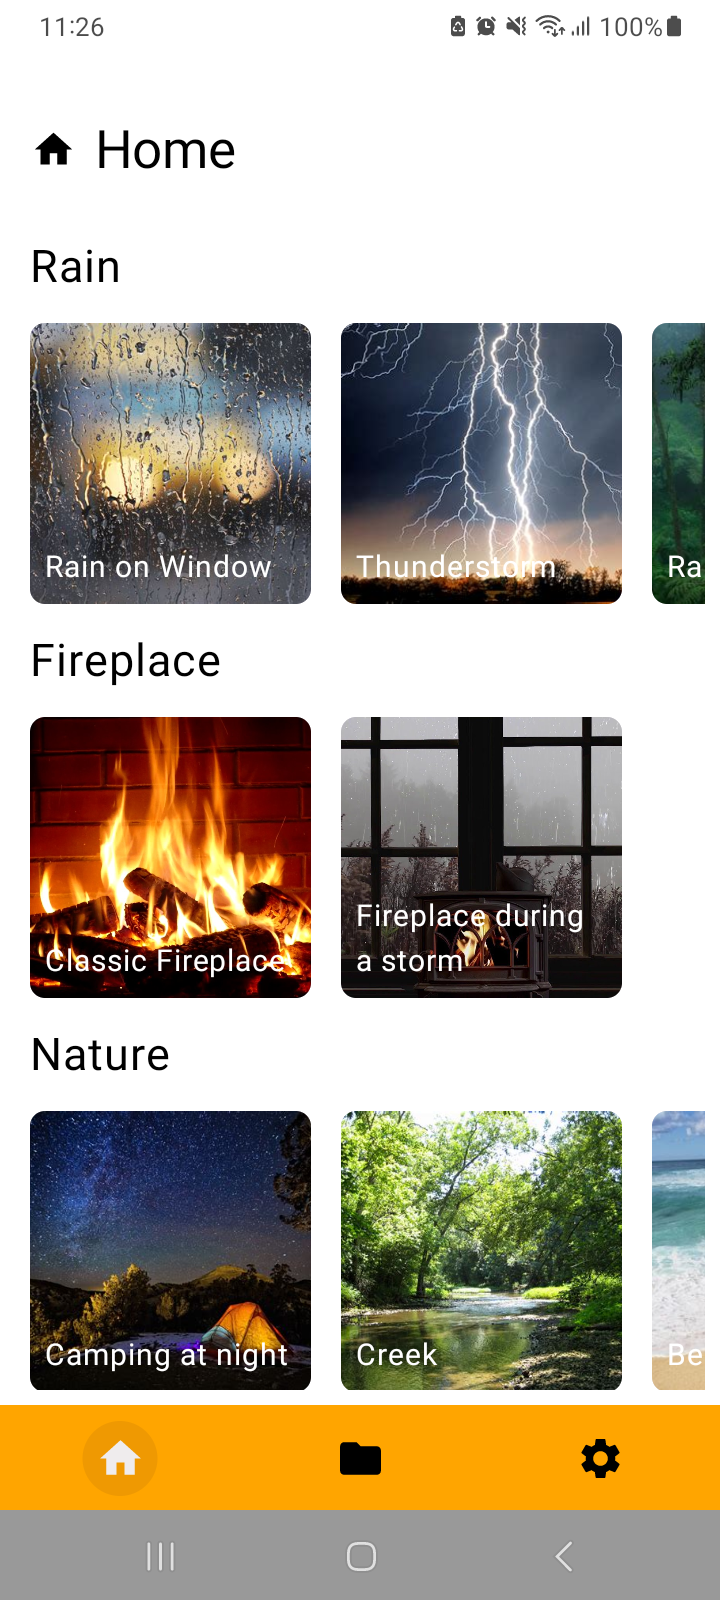 11:26
100%
Home
Rain
Rain on Window
Thunderstorm
Ra
Fireplace
Classic Fireplace
Fireplace during
a storm
Nature
Camping at night
Creek
Be